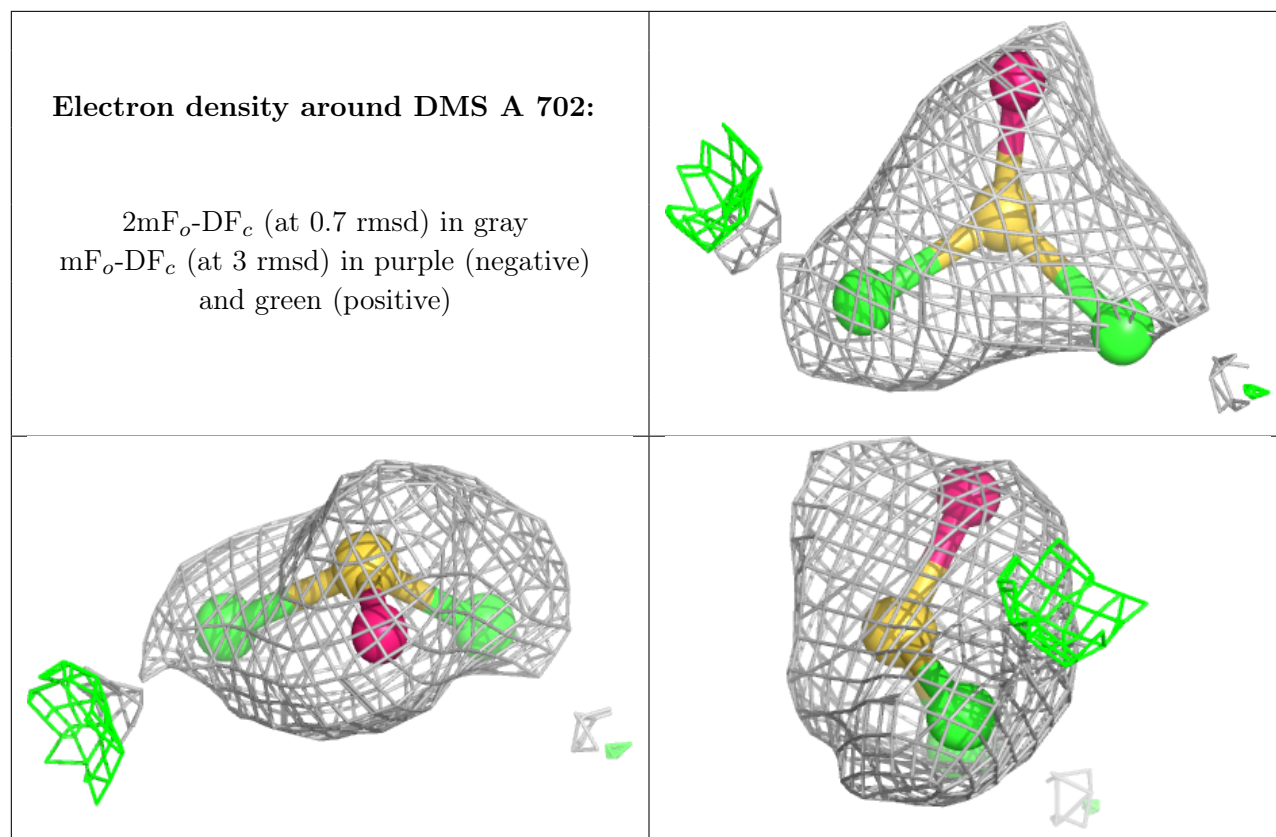 Electron density around DMS A 702:
2mFₒ-DF𝒸 (at 0.7 rmsd) in gray
mFₒ-DF𝒸 (at 3 rmsd) in purple (negative)
and green (positive)